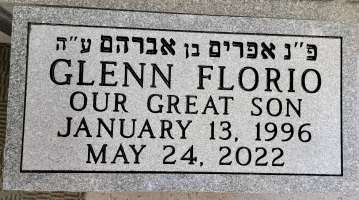 פ"נ אפרים בן אברהם ע"ה
GLENN FLORIO
OUR GREAT SON
JANUARY 13, 1996
MAY 24, 2022